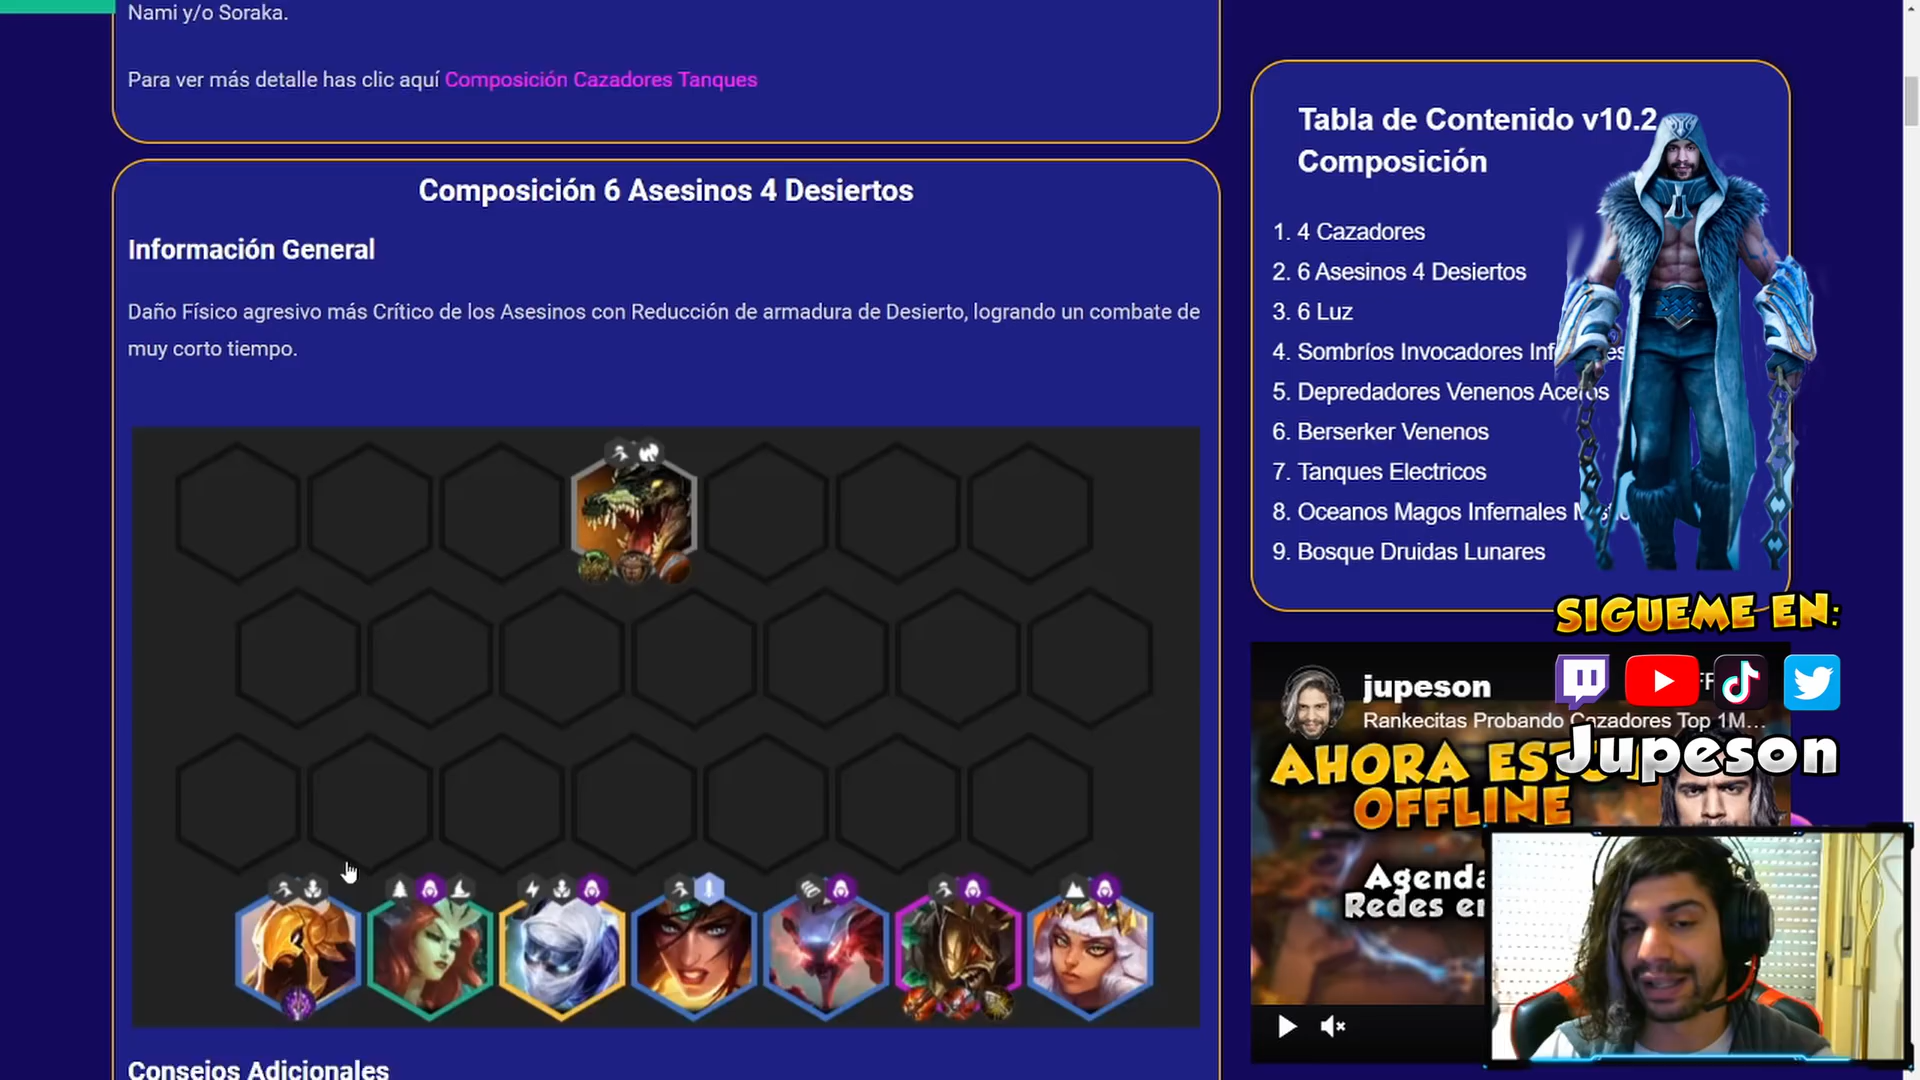 Nami y/o Soraka.
Para ver más detalle has clic aquí Composición Cazadores Tanques
Composición 6 Asesinos 4 Desiertos
Información General
Daño Físico agresivo más Crítico de los Asesinos con Reducción de armadura de Desierto, logrando un combate de
muy corto tiempo.
Consejos Adicionales
Tabla de Contenido v10.2
Composición
1. 4 Cazadores
2. 6 Asesinos 4 Desiertos
3. 6 Luz
4. Sombríos Invocadores
5. Depredadores Venenos
6. Berserker Venenos
7. Tanques Electricos
8. Oceanos Magos Infernales
9. Bosque Druidas Lunares
SIGUEME EN:
jupeson
Rankecitas Probando Cazadores Top 1M...
Jupeson
AHORA
OFFLINE
Redes